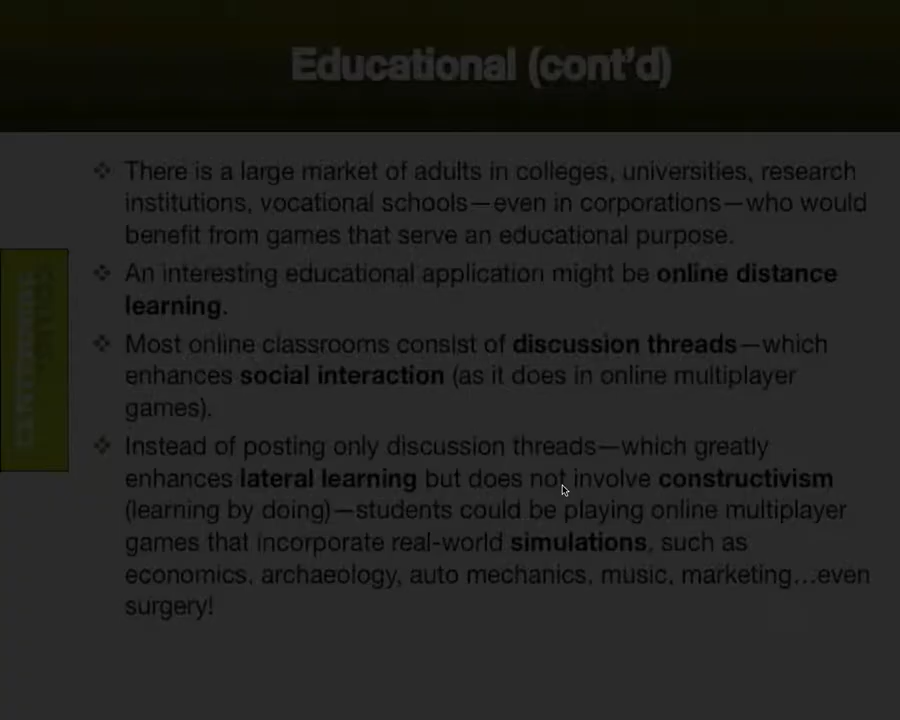 Educational (cont'd)
There is a large market of adults in colleges, universities, research
institutions, vocational schools—even in corporations—who would
benefit from games that serve an educational purpose.
An interesting educational application might be online distance
learning.
Most online classrooms consist of discussion threads—which
enhances social interaction (as it does in online multiplayer
games).
Instead of posting only discussion threads—which greatly
enhances lateral learning but does not involve constructivism
(learning by doing)—students could be playing online multiplayer
games that incorporate real-world simulations, such as
economics, archaeology, auto mechanics, music, marketing…even
surgery!